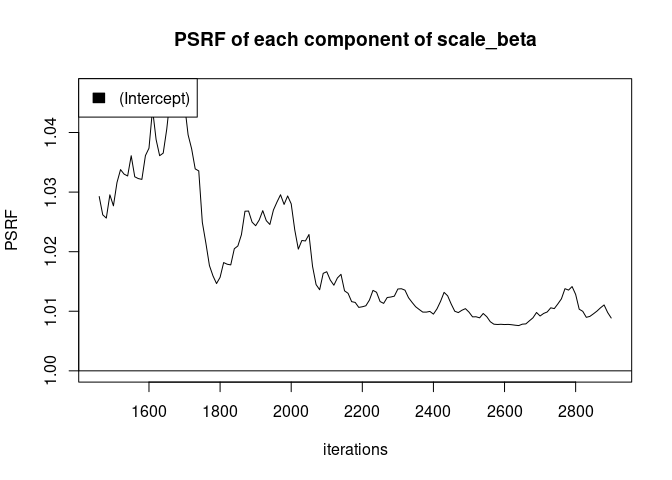 PSRF of each component of scale_beta
(Intercept)
PSRF
1.04
1.03
1.02
1.01
1.00
1600 1800 2000 2200 2400 2600 2800
iterations